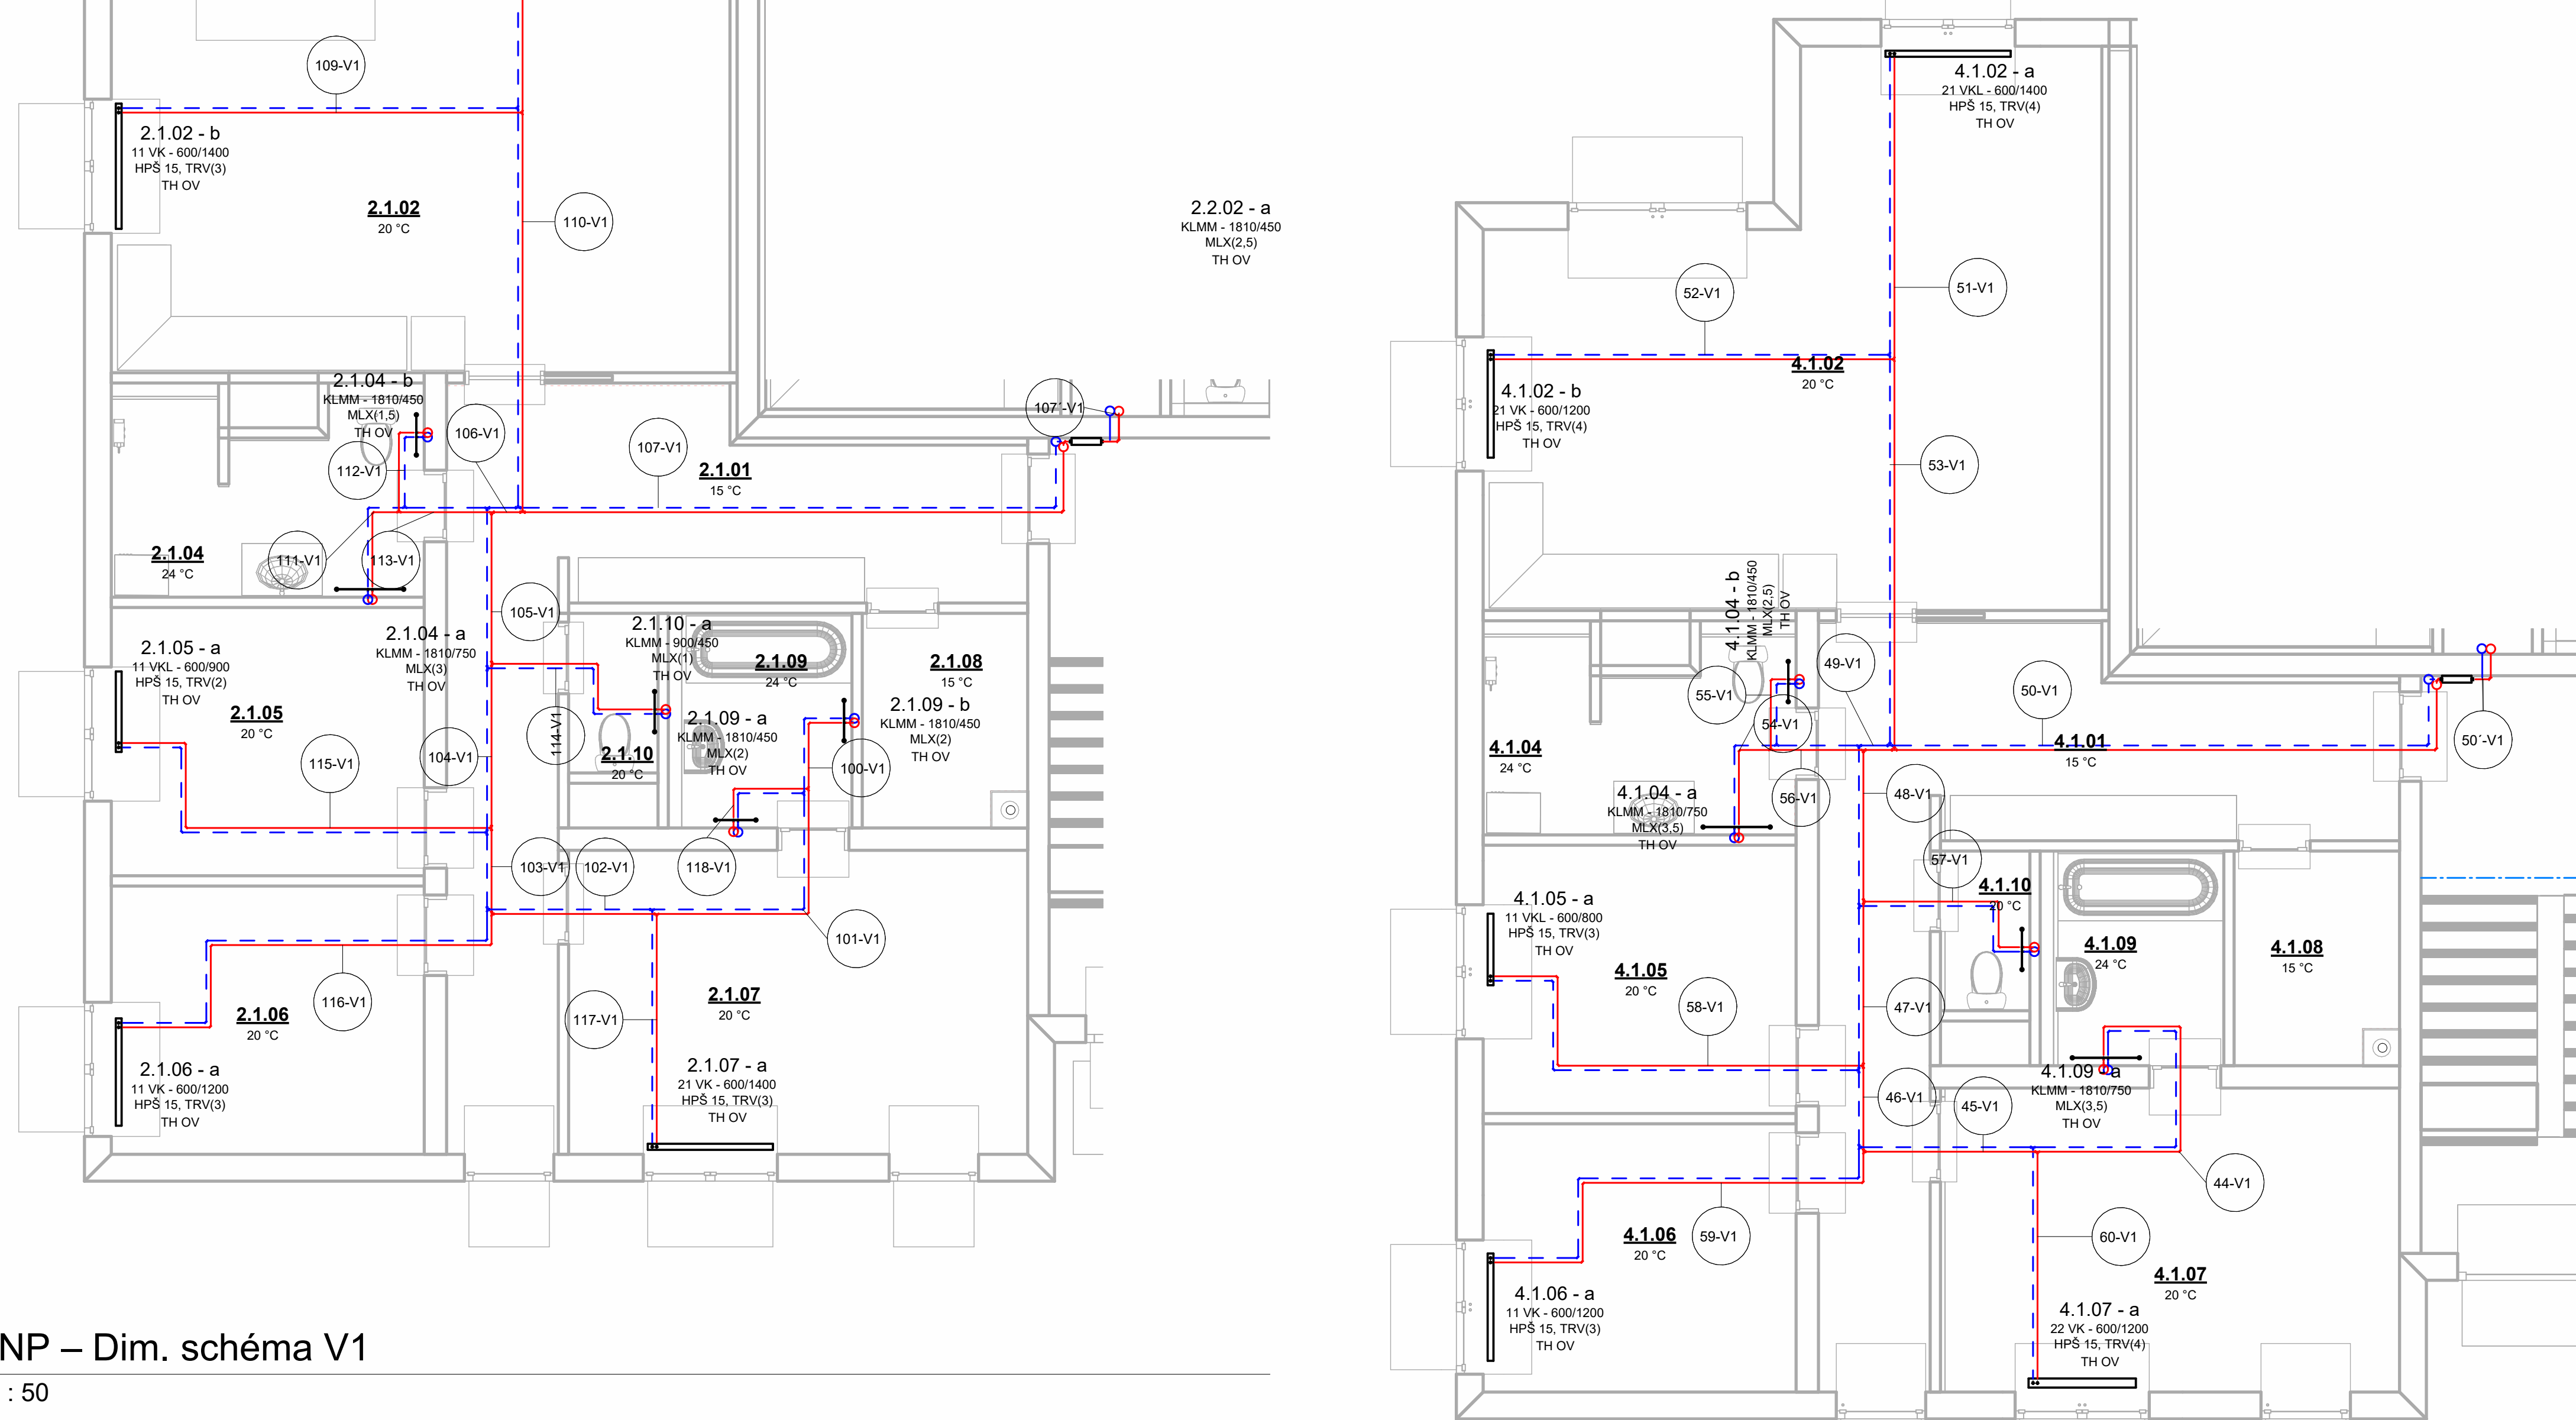 109-V1
2.1.02 - b
11 VK - 600/1400
HPŠ 15, TRV(3)
TH OV
2.1.02
20 °C
110-V1
2.2.02 - a
KLMM - 1810/450
MLX(2,5)
TH OV
2.1.04 - b
KLMM - 1810/450
MLX(1,5)
TH OV
106-V1
107-V1
107´-V1
112-V1
2.1.01
15 °C
2.1.04
24 °C
111-V1
113-V1
105-V1
2.1.05 - a
11 VKL - 600/900
HPŠ 15, TRV(2)
TH OV
2.1.04 - a
KLMM - 1810/750
MLX(3)
TH OV
2.1.10 - a
KLMM - 900/450
MLX(1)
TH OV
2.1.09
24 °C
2.1.08
15 °C
2.1.05
20 °C
2.1.09 - a
KLMM - 1810/450
MLX(2)
TH OV
2.1.09 - b
KLMM - 1810/450
MLX(2)
TH OV
114-V1
2.1.10
20 °C
115-V1
104-V1
100-V1
103-V1
102-V1
118-V1
101-V1
116-V1
117-V1
2.1.06
20 °C
2.1.07
20 °C
2.1.06 - a
11 VK - 600/1200
HPŠ 15, TRV(3)
TH OV
2.1.07 - a
21 VK - 600/1400
HPŠ 15, TRV(3)
TH OV
NP – Dim. schéma V1
: 50
4.1.02 - a
21 VKL - 600/1400
HPŠ 15, TRV(4)
TH OV
52-V1
51-V1
4.1.02
20 °C
4.1.02 - b
21 VK - 600/1200
HPŠ 15, TRV(4)
TH OV
53-V1
4.1.04 - b
KLMM - 1810/450
MLX(2,5)
TH OV
49-V1
50-V1
55-V1
54-V1
50´-V1
4.1.04
24 °C
4.1.01
15 °C
4.1.04 - a
KLMM - 1810/750
MLX(3,5)
TH OV
56-V1
48-V1
57-V1
4.1.10
20 °C
4.1.05 - a
11 VKL - 600/800
HPŠ 15, TRV(3)
TH OV
4.1.09
24 °C
4.1.08
15 °C
4.1.05
20 °C
58-V1
47-V1
46-V1
45-V1
4.1.09 - a
KLMM - 1810/750
MLX(3,5)
TH OV
44-V1
4.1.06
20 °C
59-V1
60-V1
4.1.07
20 °C
4.1.06 - a
11 VK - 600/1200
HPŠ 15, TRV(3)
TH OV
4.1.07 - a
22 VK - 600/1200
HPŠ 15, TRV(4)
TH OV